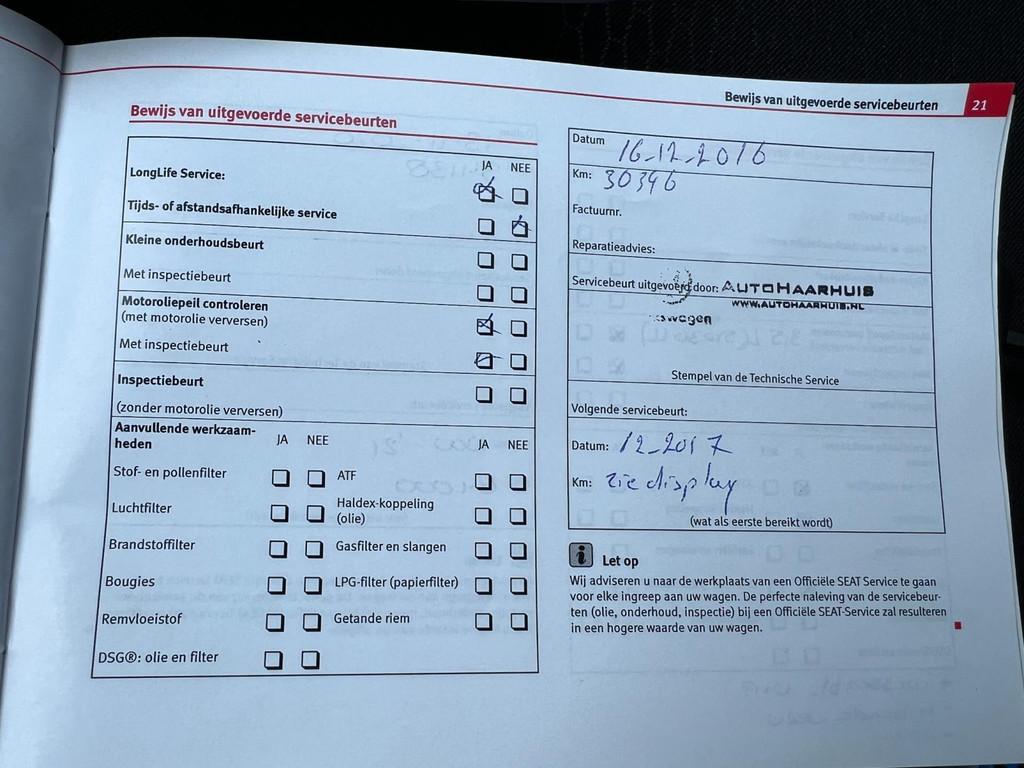 Bewijs van uitgevoerde servicebeurten
21
Bewijs van uitgevoerde servicebeurten
JA NEE
LongLife Service:
Tijds- of afstandsafhankelijke service
Kleine onderhoudsbeurt
Met inspectiebeurt
Motoroliepeil controleren
(met motorolie verversen)
Met inspectiebeurt
Inspectiebeurt
(zonder motorolie verversen)
Aanvullende werkzaam-
heden
JA NEE
JA NEE
Stof- en pollenfilter
ATF
Luchtfilter
Haldex-koppeling
(olie)
Brandstoffilter
Gasfilter en slangen
Bougies
LPG-filter (papierfilter)
Remvloeistof
Getande riem
DSG®: olie en filter
Datum 16-12-2016
Km: 30346
Factuurnr.
Reparatieadvies:
Servicebeurt uitgevoerd door: AUTOHAARHUIS
WWW.AUTOHAARHUIS.NL
Stempel van de Technische Service
Volgende servicebeurt:
Datum: 12-2017
Km: zie display
(wat als eerste bereikt wordt)
Let op
Wij adviseren u naar de werkplaats van een Officiële SEAT Service te gaan
voor elke ingreep aan uw wagen. De perfecte naleving van de servicebeur-
ten (olie, onderhoud, inspectie) bij een Officiële SEAT-Service zal resulteren
in een hogere waarde van uw wagen.